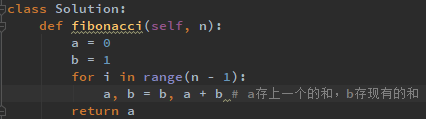 class Solution:
    def fibonacci(self, n):
        a = 0
        b = 1
        for i in range(n - 1):
            a, b = b, a + b # a存上一个的和，b存现有的和
        return a